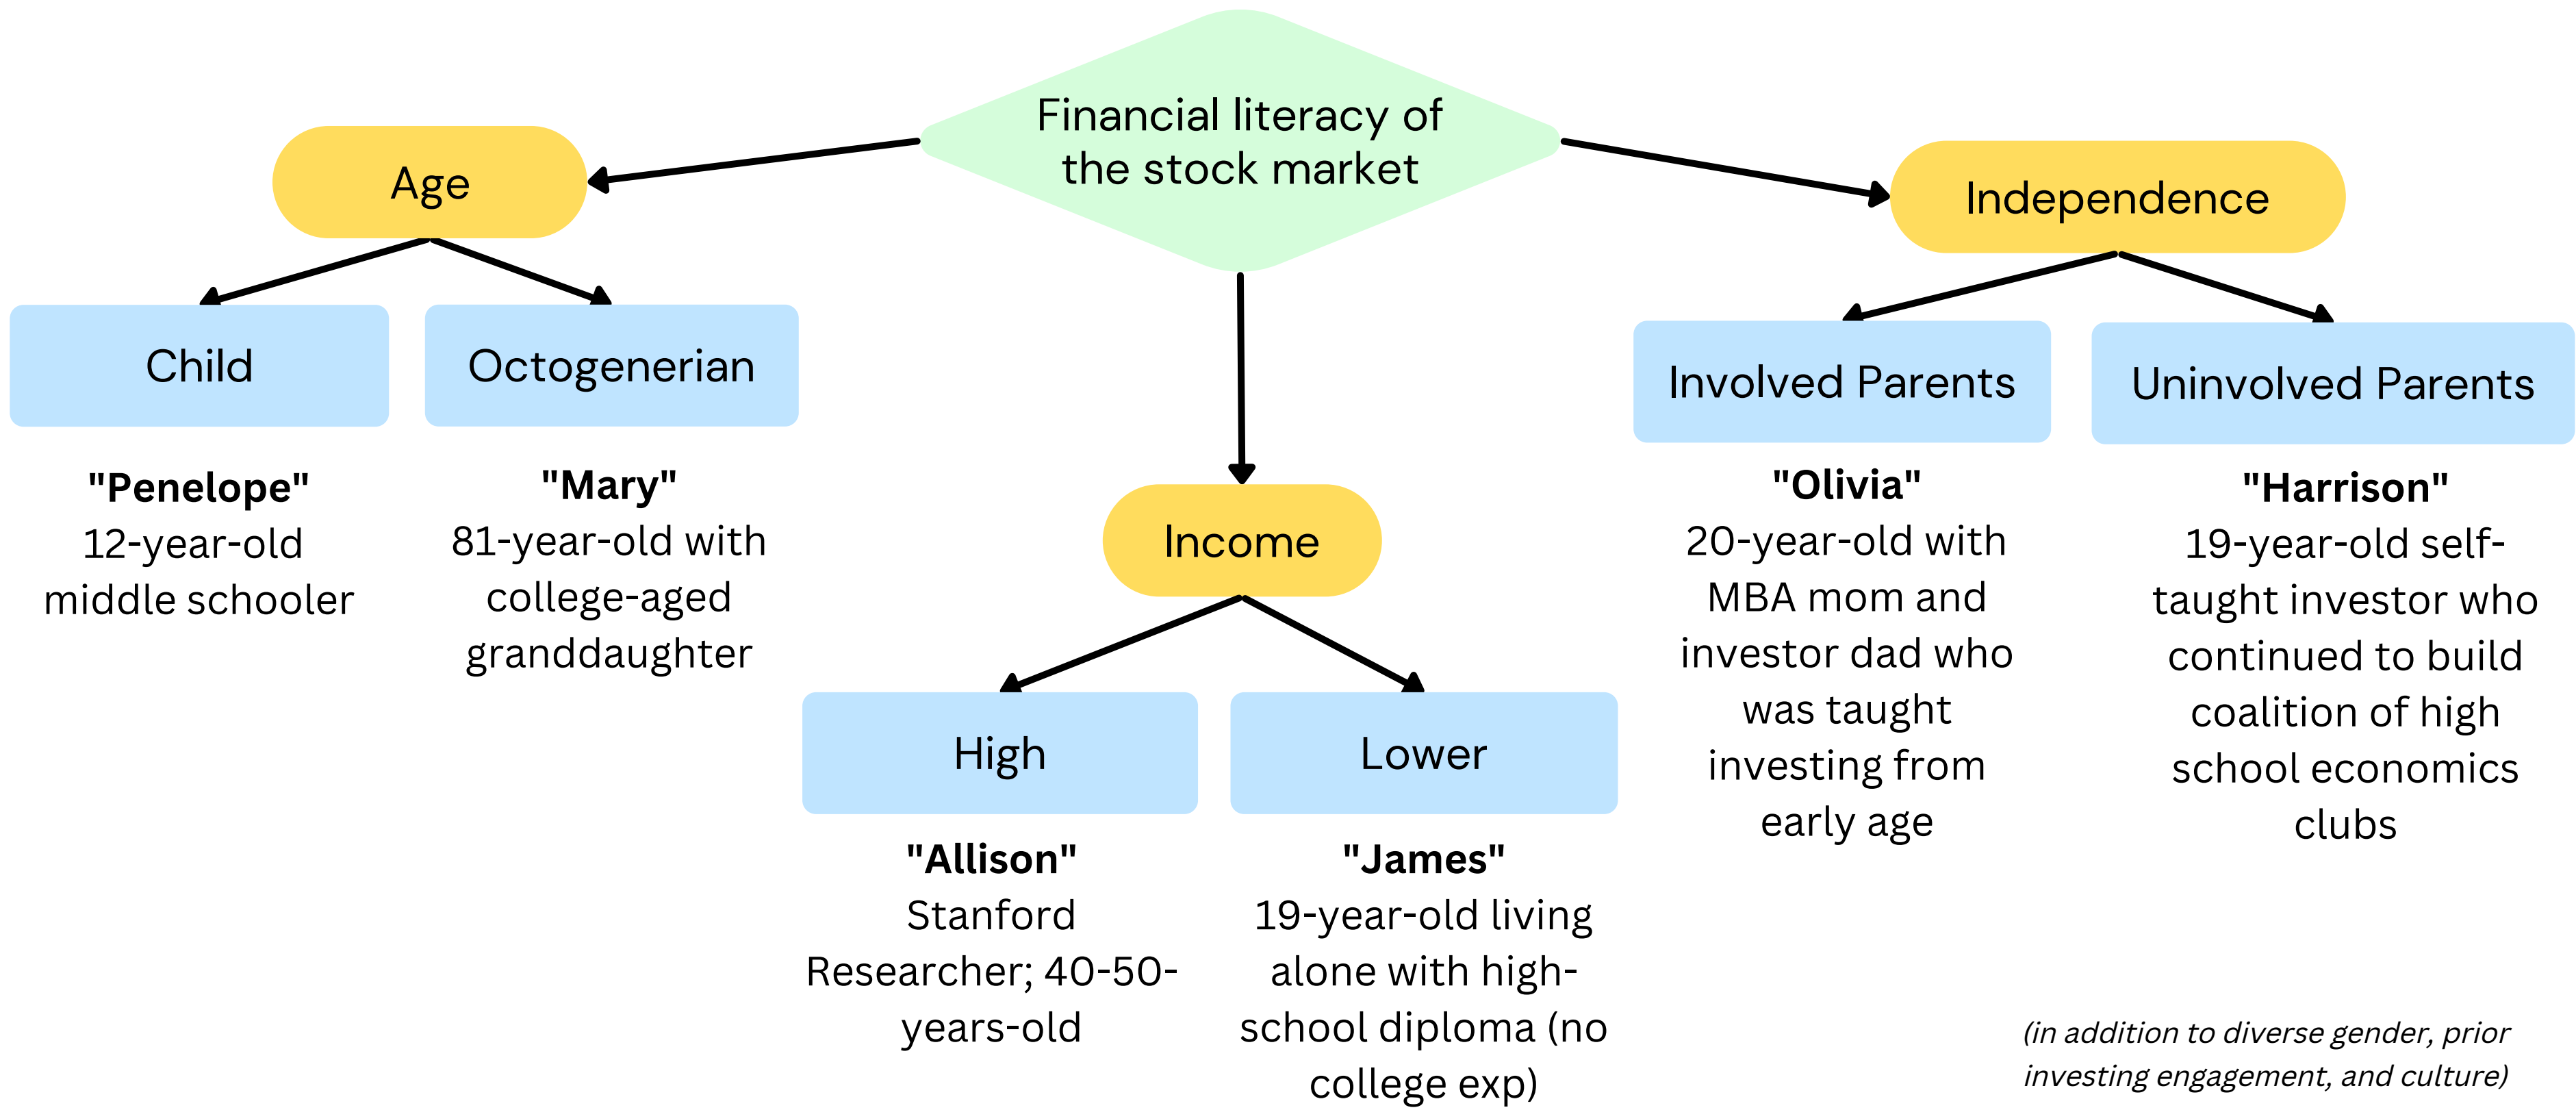 Financial literacy of
the stock market
Age
Child
"Penelope"
12-year-old
middle schooler
Octogenerian
"Mary"
81-year-old with
college-aged
granddaughter
Income
High
"Allison"
Stanford
Researcher; 40-50-
years-old
Lower
"James"
19-year-old living
alone with high-
school diploma (no
college exp)
Independence
Involved Parents
"Olivia"
20-year-old with
MBA mom and
investor dad who
was taught
investing from
early age
Uninvolved Parents
"Harrison"
19-year-old self-
taught investor who
continued to build
coalition of high
school economics
clubs
(in addition to diverse gender, prior
investing engagement, and culture)